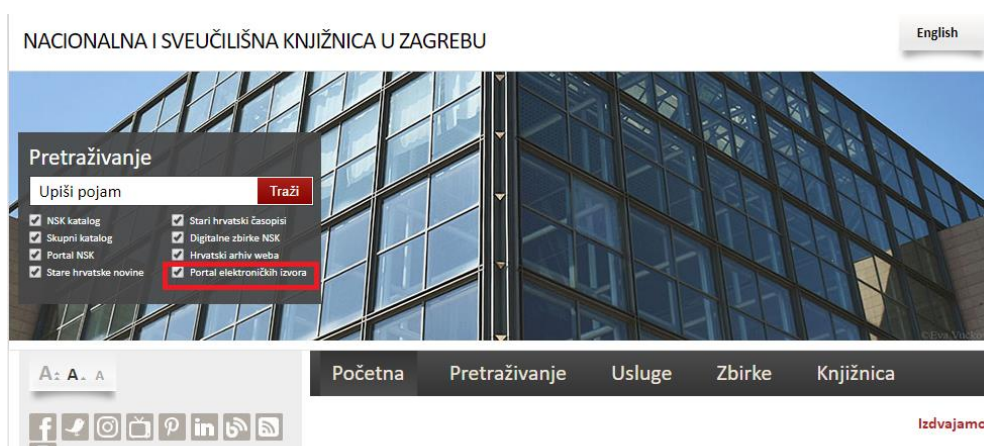 NACIONALNA I SVEUČILIŠNA KNJIŽNICA U ZAGREBU
English
Pretraživanje
Upiši pojam
Traži
NSK katalog
Skupni katalog
Portal NSK
Stare hrvatske novine
Stari hrvatski časopisi
Digitalne zbirke NSK
Hrvatski arhiv weba
Portal elektroničkih izvora
A A A
Početna Pretraživanje Usluge Zbirke Knjižnica
Izdvajamo